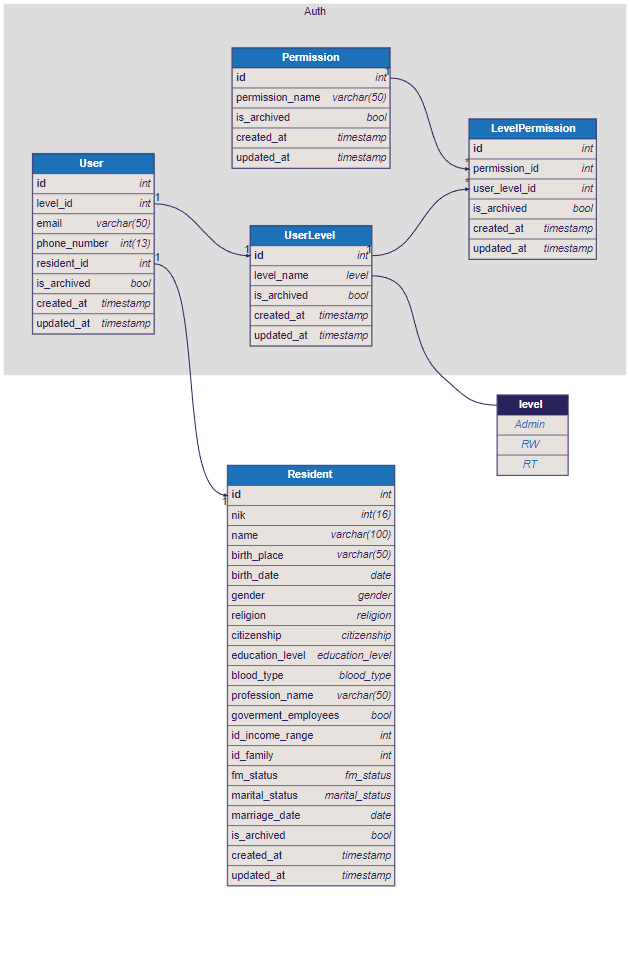 Auth
Permission
id int
permission_name varchar(50)
is_archived bool
created_at timestamp
updated_at timestamp
1
LevelPermission
id int
permission_id int
user_level_id int
is_archived bool
created_at timestamp
updated_at timestamp
*
*
User
id int
level_id int
email varchar(50)
phone_number int(13)
resident_id int
is_archived bool
created_at timestamp
updated_at timestamp
1
1
UserLevel
id int
level_name level
is_archived bool
created_at timestamp
updated_at timestamp
1
1
level
Admin
RW
RT
Resident
id int
nik int(16)
name varchar(100)
birth_place varchar(50)
birth_date date
gender gender
religion religion
citizenship citizenship
education_level education_level
blood_type blood_type
profession_name varchar(50)
goverment_employees bool
id_income_range int
id_family int
fm_status fm_status
marital_status marital_status
marriage_date date
is_archived bool
created_at timestamp
updated_at timestamp
1